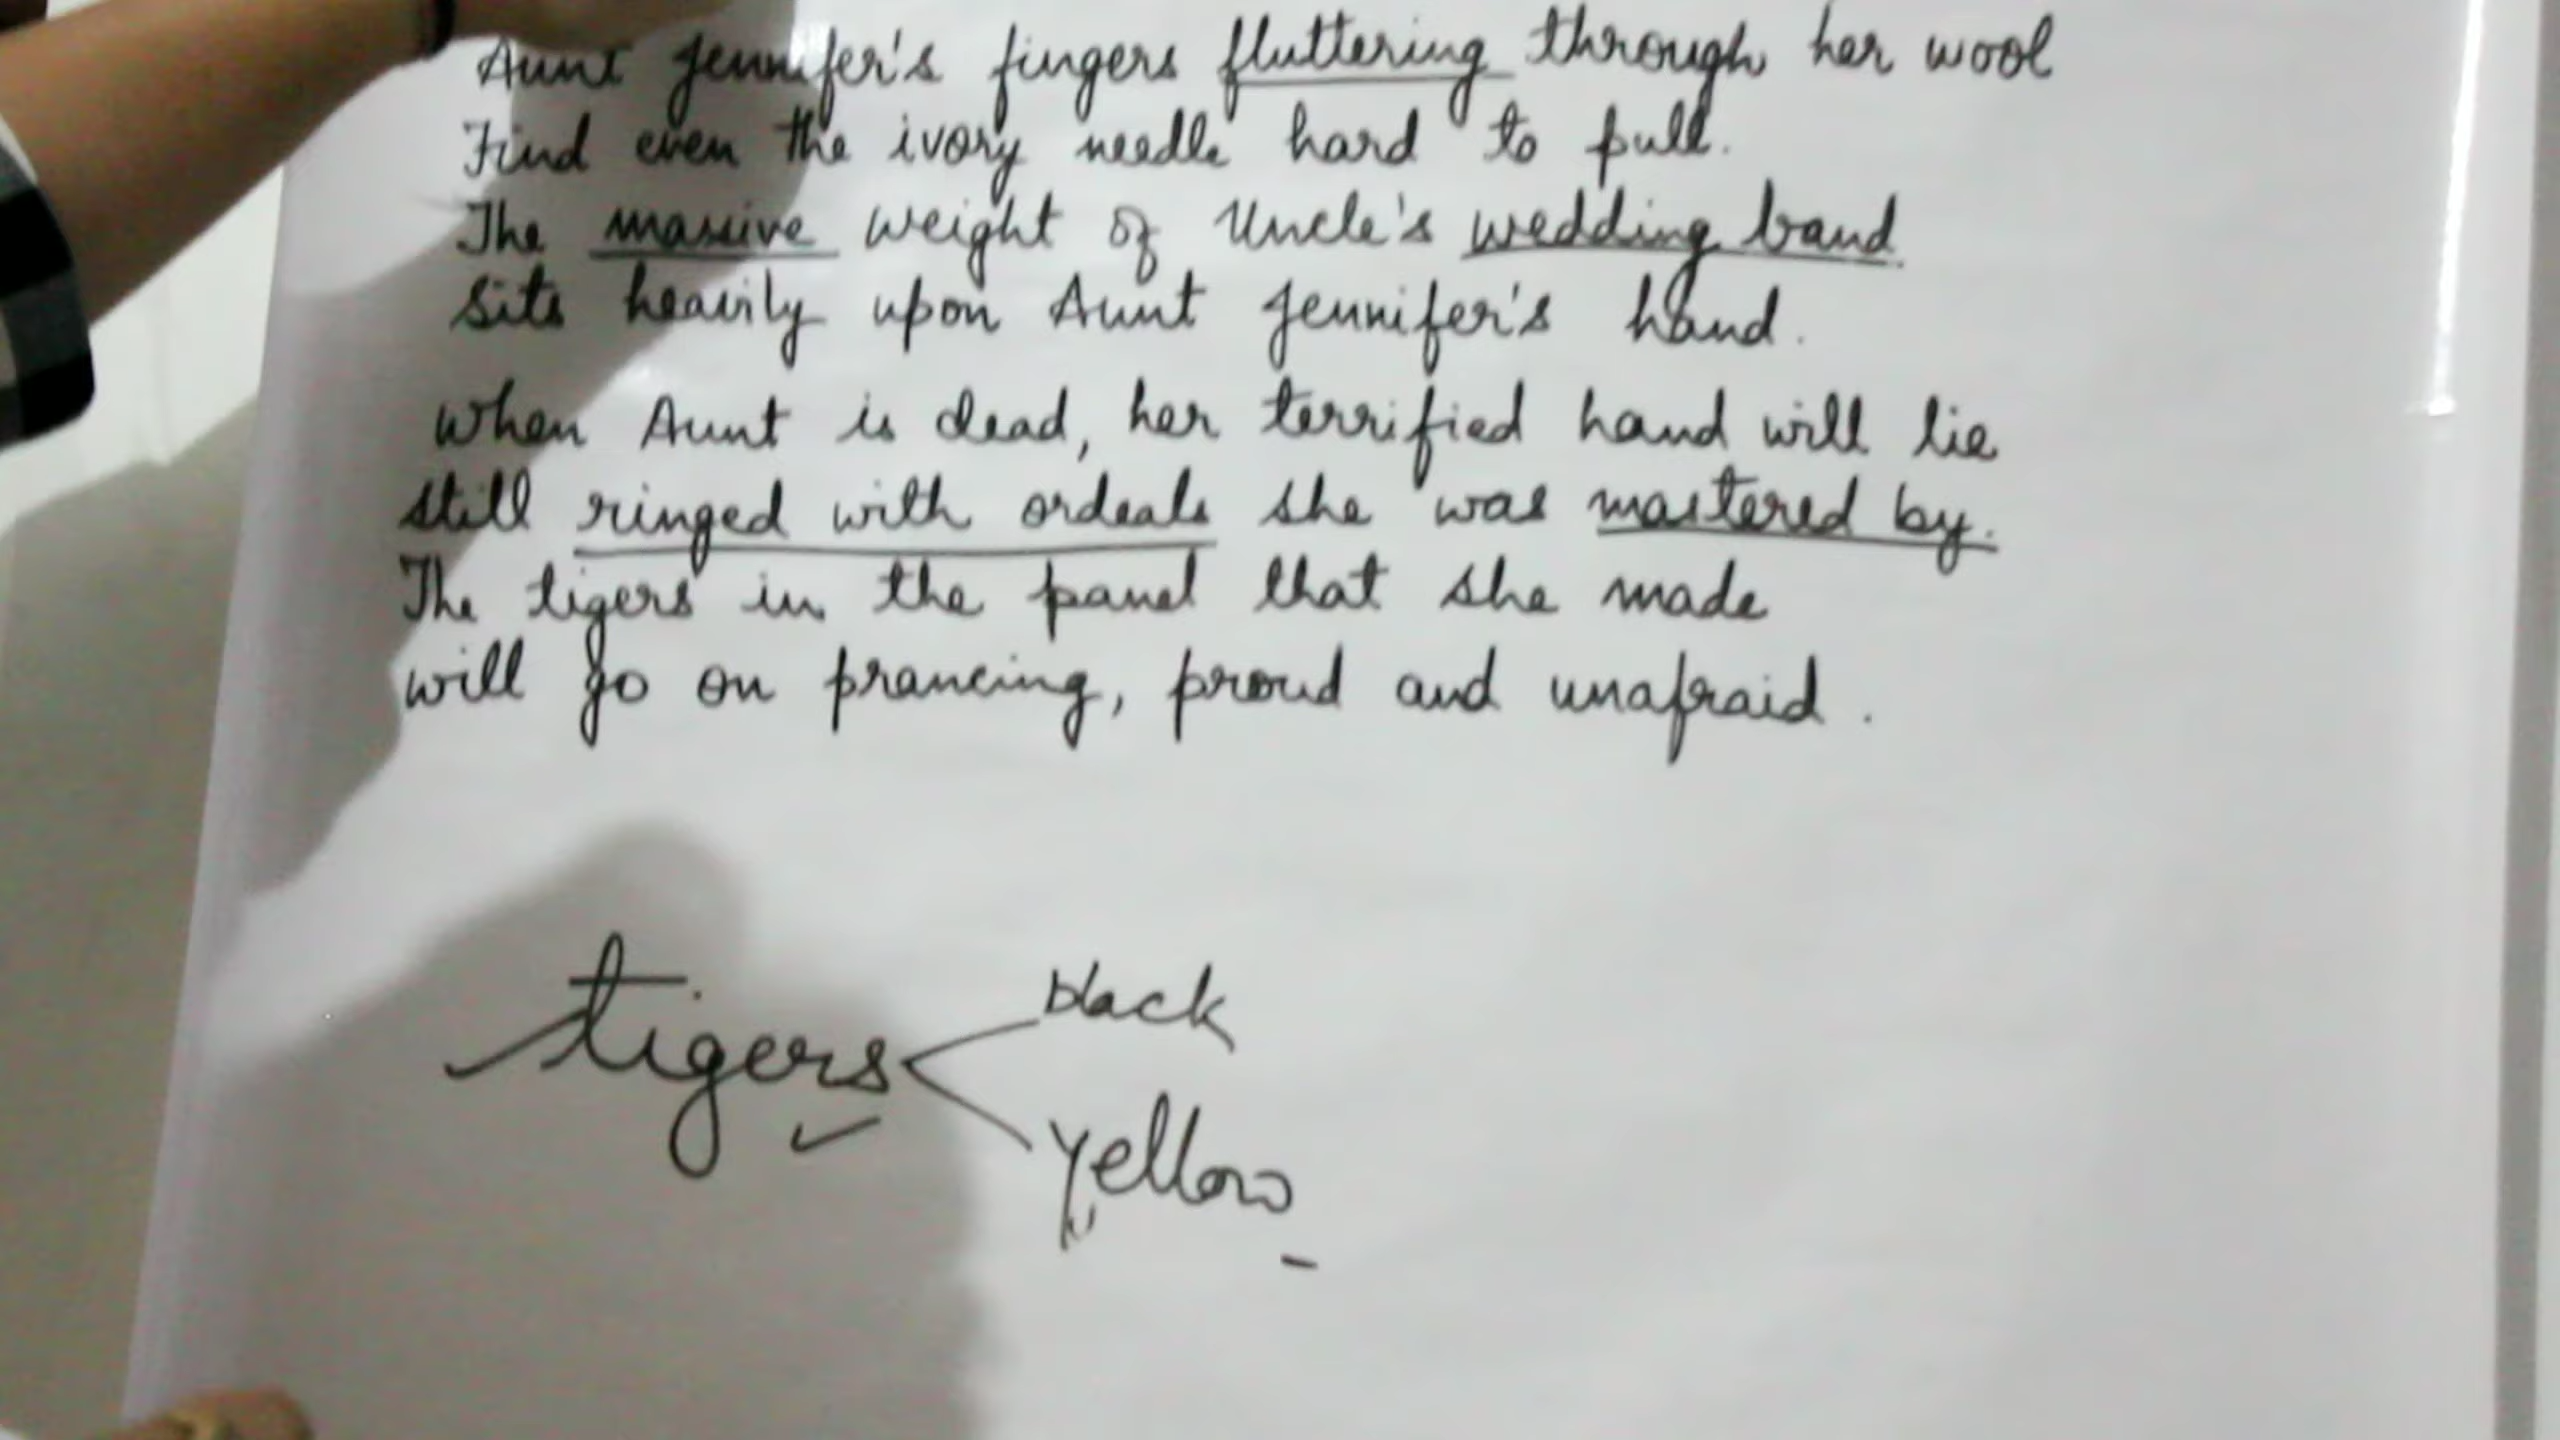 Aunt Jennifer's fingers fluttering through her wool
Find even the ivory needle hard to pull.
The massive weight of Uncle's wedding band
Sits heavily upon Aunt Jennifer's hand.
When Aunt is dead, her terrified hand will lie
still ringed with ordeals she was mastered by.
The tigers in the panel that she made
will go on prancing, proud and unafraid.
tigers
black
yellow